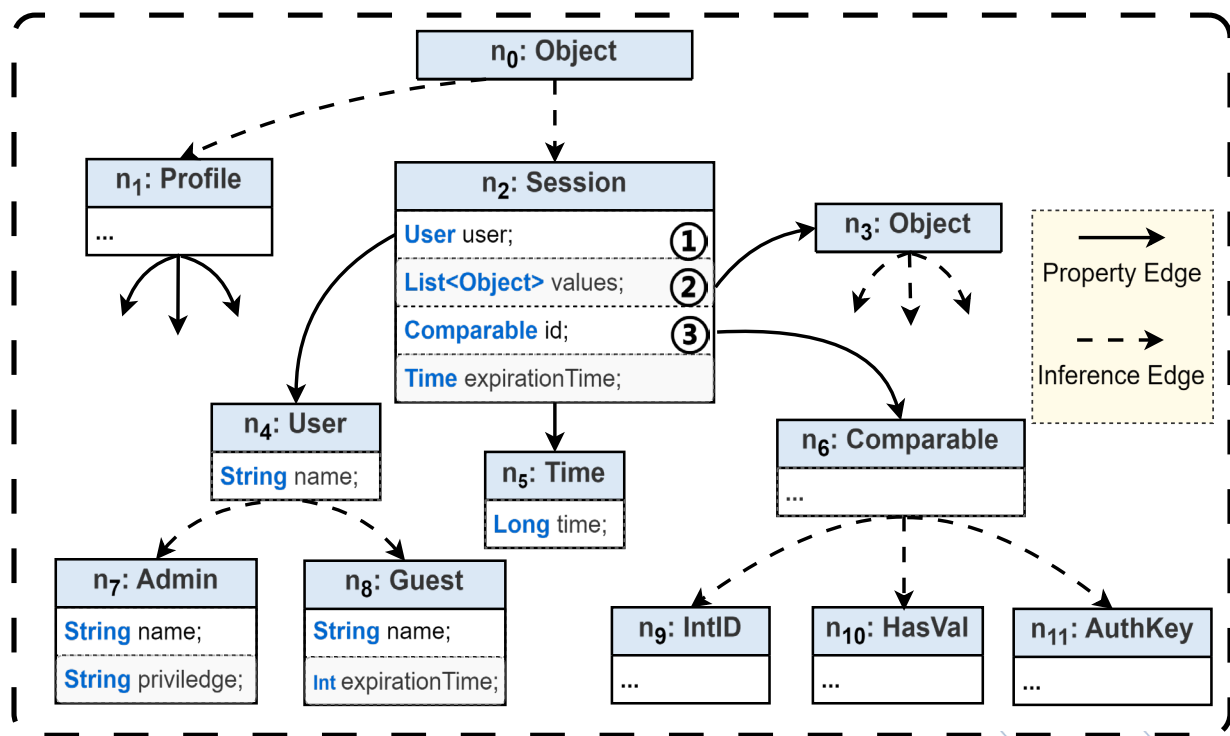 n0: Object
n1: Profile
...
n2: Session
User user; ①
List<Object> values; ②
Comparable id; ③
Time expirationTime;
n3: Object
Property Edge
Inference Edge
n4: User
String name;
n5: Time
Long time;
n6: Comparable
...
n7: Admin
String name;
String priviledge;
n8: Guest
String name;
Int expirationTime;
n9: IntID
...
n10: HasVal
...
n11: AuthKey
...